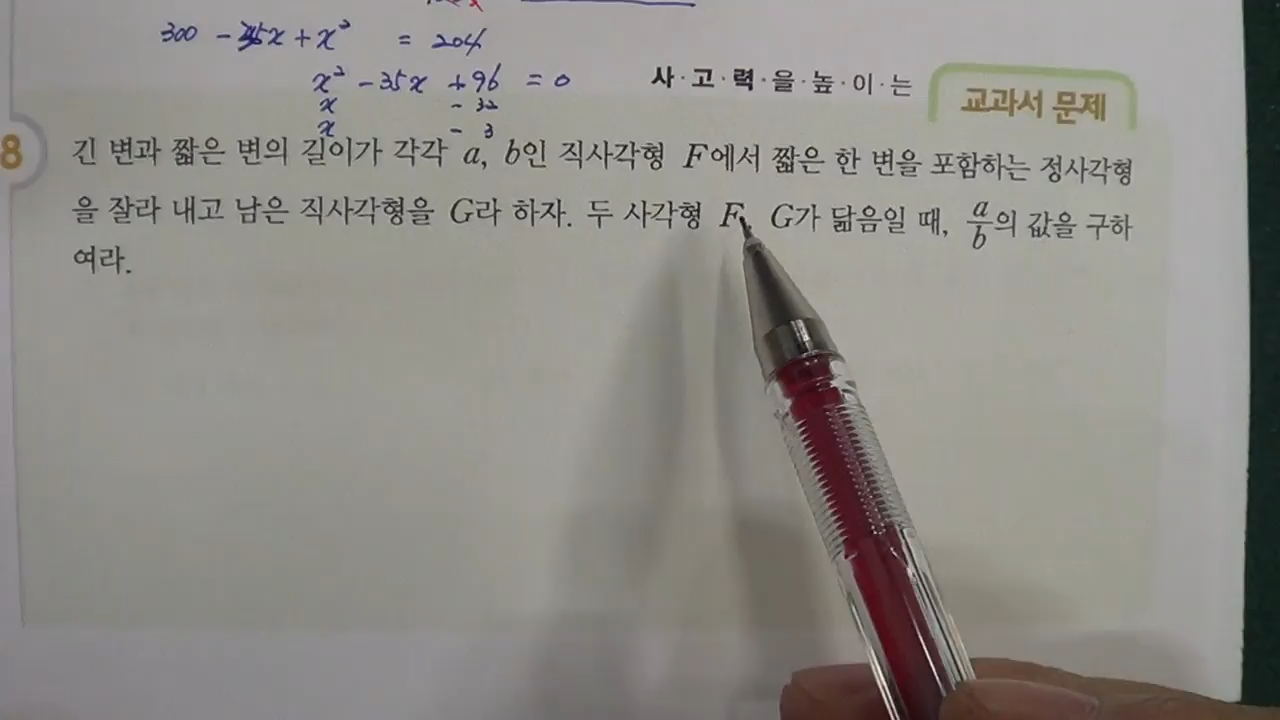 300 - 35x + x² = 204
x² - 35x + 96 = 0
사·고·력·을·높·이·는 교과서 문제
x - 32
x - 3
8 긴 변과 짧은 변의 길이가 각각 a, b인 직사각형 F에서 짧은 한 변을 포함하는 정사각형
을 잘라 내고 남은 직사각형을 G라 하자. 두 사각형 F, G가 닮음일 때, a/b의 값을 구하
여라.